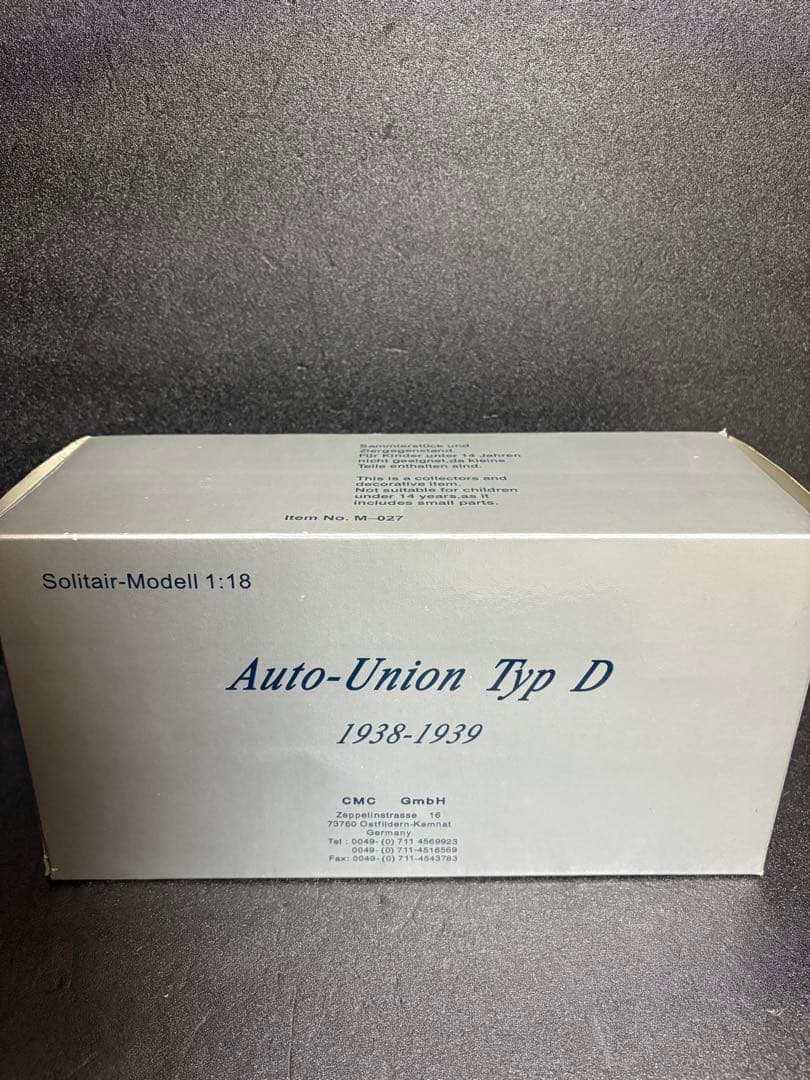 Sammlerstück und
Ziergegenstand.
Für Kinder unter 14 Jahren
nicht geeignet,da kleine
Teile enthalten sind.
This is a collectors and
decorative item.
Not suitable for children
under 14 years,as it
includes small parts.
Item No. M-027
Solitair-Modell 1:18
Auto-Union Typ D
1938-1939
CMC GmbH
Zeppelinstrasse 16
73760 Ostfildern-Kemnat
Germany
Tel : 0049- (0) 711 4569923
0049- (0) 711-4516569
Fax: 0049- (0) 711-4543783